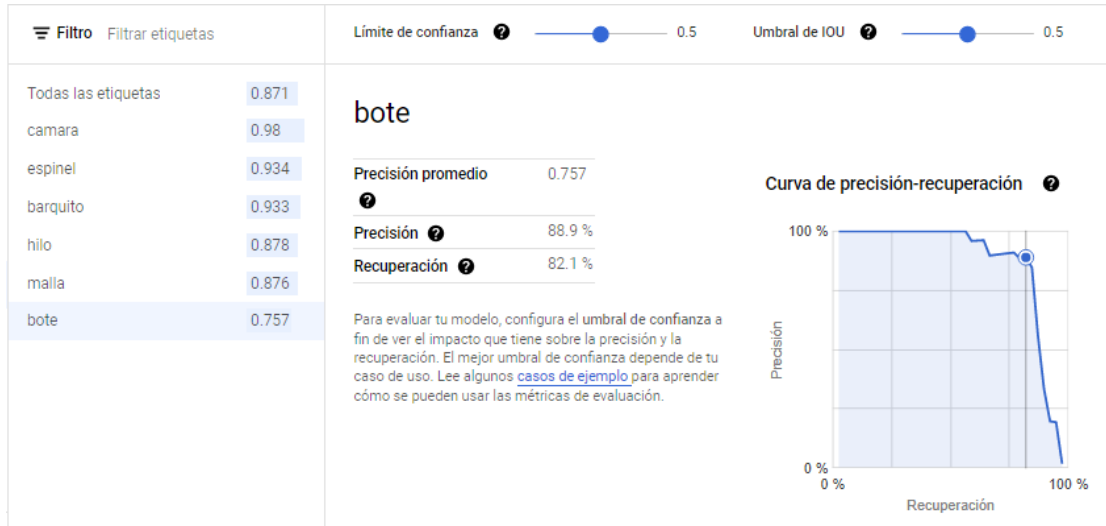 Filtro Filtrar etiquetas
Límite de confianza ? 0.5 Umbral de IOU ? 0.5
Todas las etiquetas 0.871
camara 0.98
espinel 0.934
barquito 0.933
hilo 0.878
malla 0.876
bote 0.757
bote
Precisión promedio ? 0.757
Precisión ? 88.9 %
Recuperación ? 82.1 %
Para evaluar tu modelo, configura el umbral de confianza a
fin de ver el impacto que tiene sobre la precisión y la
recuperación. El mejor umbral de confianza depende de tu
caso de uso. Lee algunos casos de ejemplo para aprender
cómo se pueden usar las métricas de evaluación.
Curva de precisión-recuperación ?
100 %
Precisión
0 %
0 % 100 %
Recuperación